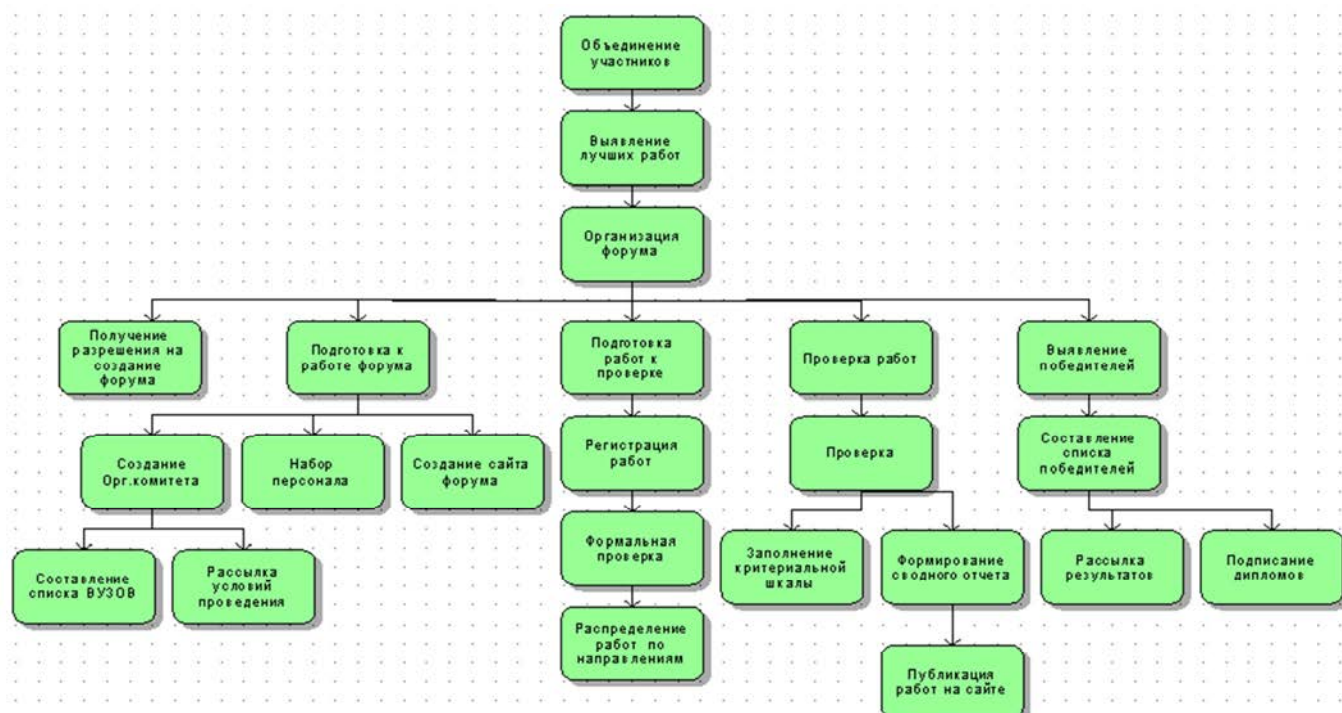 Объединение
участников
Выявление
лучших работ
Организация
форума
Получение
разрешения на
создание
форума
Подготовка к
работе форума
Подготовка
работ к
проверке
Проверка работ
Выявление
победителей
Создание
Орг.комитета
Набор
персонала
Создание сайта
форума
Регистрация
работ
Проверка
Составление
списка
победителей
Составление
списка ВУЗОВ
Рассылка
условий
проведения
Формальная
проверка
Заполнение
критериальной
шкалы
Формирование
сводного отчета
Рассылка
результатов
Подписание
дипломов
Распределение
работ по
направлениям
Публикация
работ на сайте